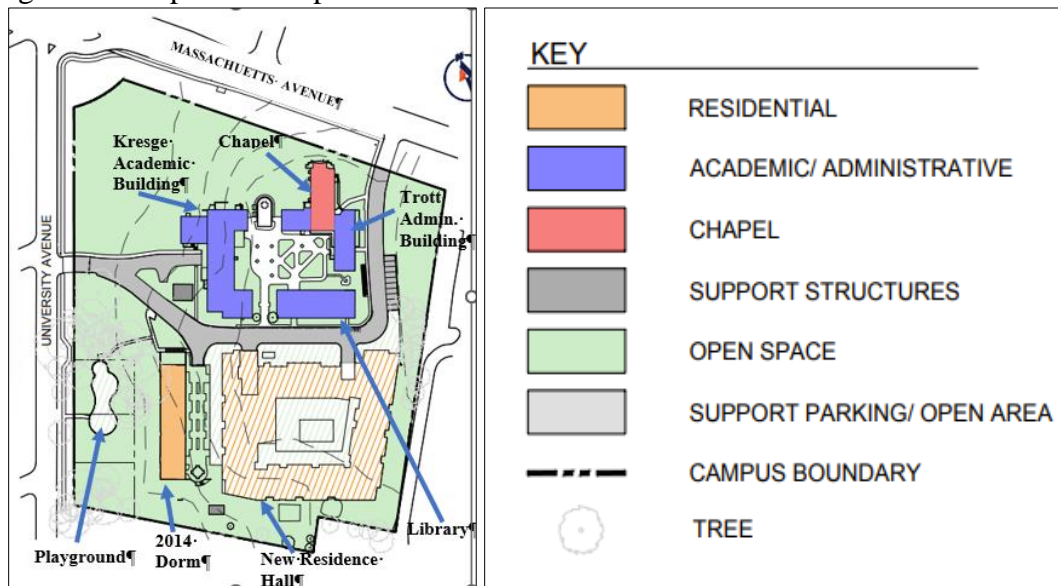 MASSACHUETTS· AVENUE¶
Kresge·
Academic·
Building¶
Chapel¶
Trott
Admin.·
Building¶
UNIVERSITY AVENUE
Playground¶
2014·
Dorm¶
New·Residence·
Hall¶
Library¶
KEY
RESIDENTIAL
ACADEMIC/ ADMINISTRATIVE
CHAPEL
SUPPORT STRUCTURES
OPEN SPACE
SUPPORT PARKING/ OPEN AREA
CAMPUS BOUNDARY
TREE